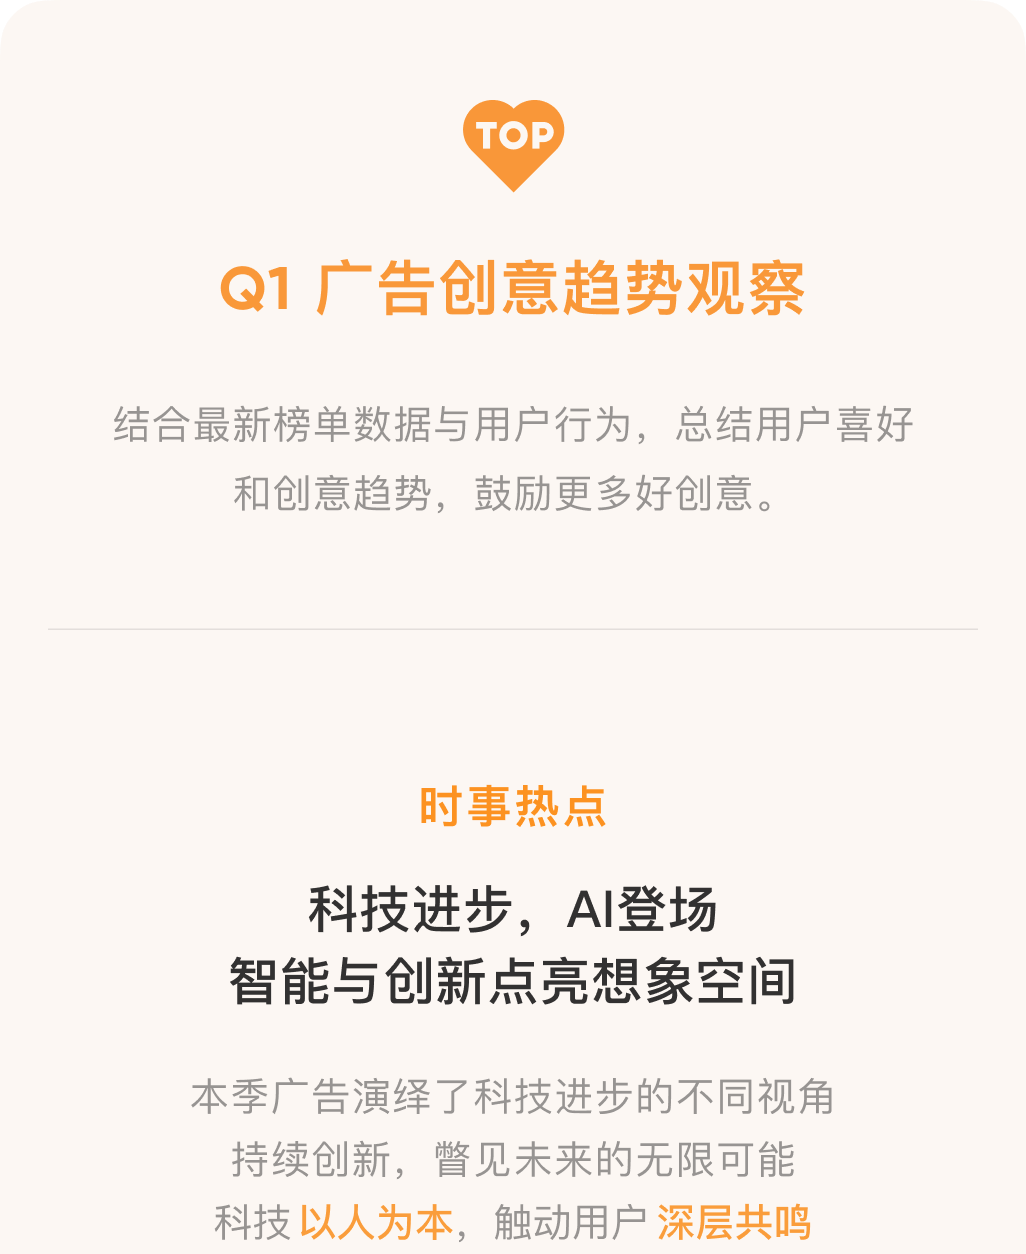 TOP
Q1 广告创意趋势观察
结合最新榜单数据与用户行为，总结用户喜好
和创意趋势，鼓励更多好创意。
时事热点
科技进步，AI登场
智能与创新点亮想象空间
本季广告演绎了科技进步的不同视角
持续创新，瞥见未来的无限可能
科技以人为本，触动用户深层共鸣